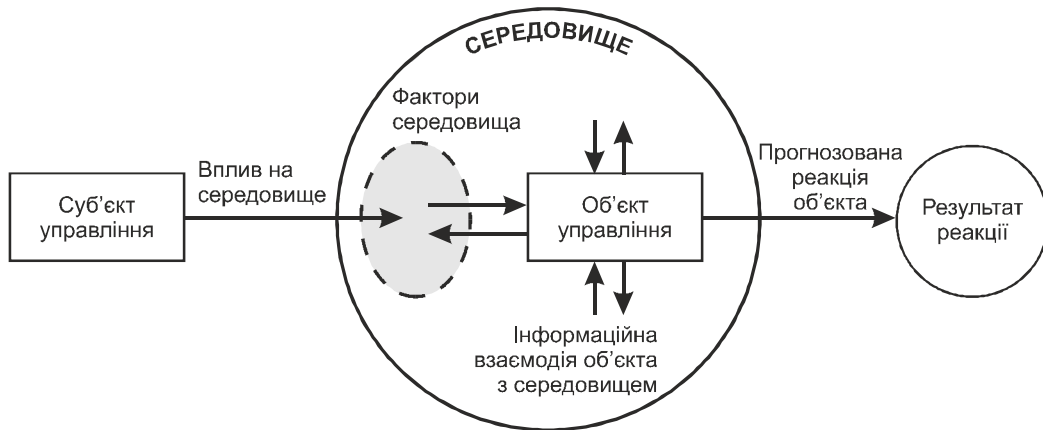 СЕРЕДОВИЩЕ
Фактори
середовища
Вплив на
середовище
Суб’єкт
управління
Об’єкт
управління
Прогнозована
реакція
об’єкта
Результат
реакції
Інформаційна
взаємодія об’єкта
з середовищем